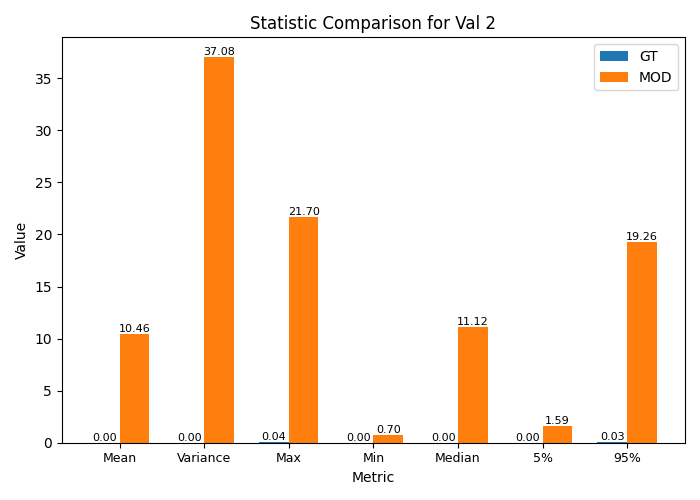 Statistic Comparison for Val 2
GT
MOD
Value
35
30
25
20
15
10
5
0
0.00
10.46
0.00
37.08
0.04
21.70
0.00
0.70
0.00
11.12
0.00
1.59
0.03
19.26
Mean
Variance
Max
Min
Median
5%
95%
Metric